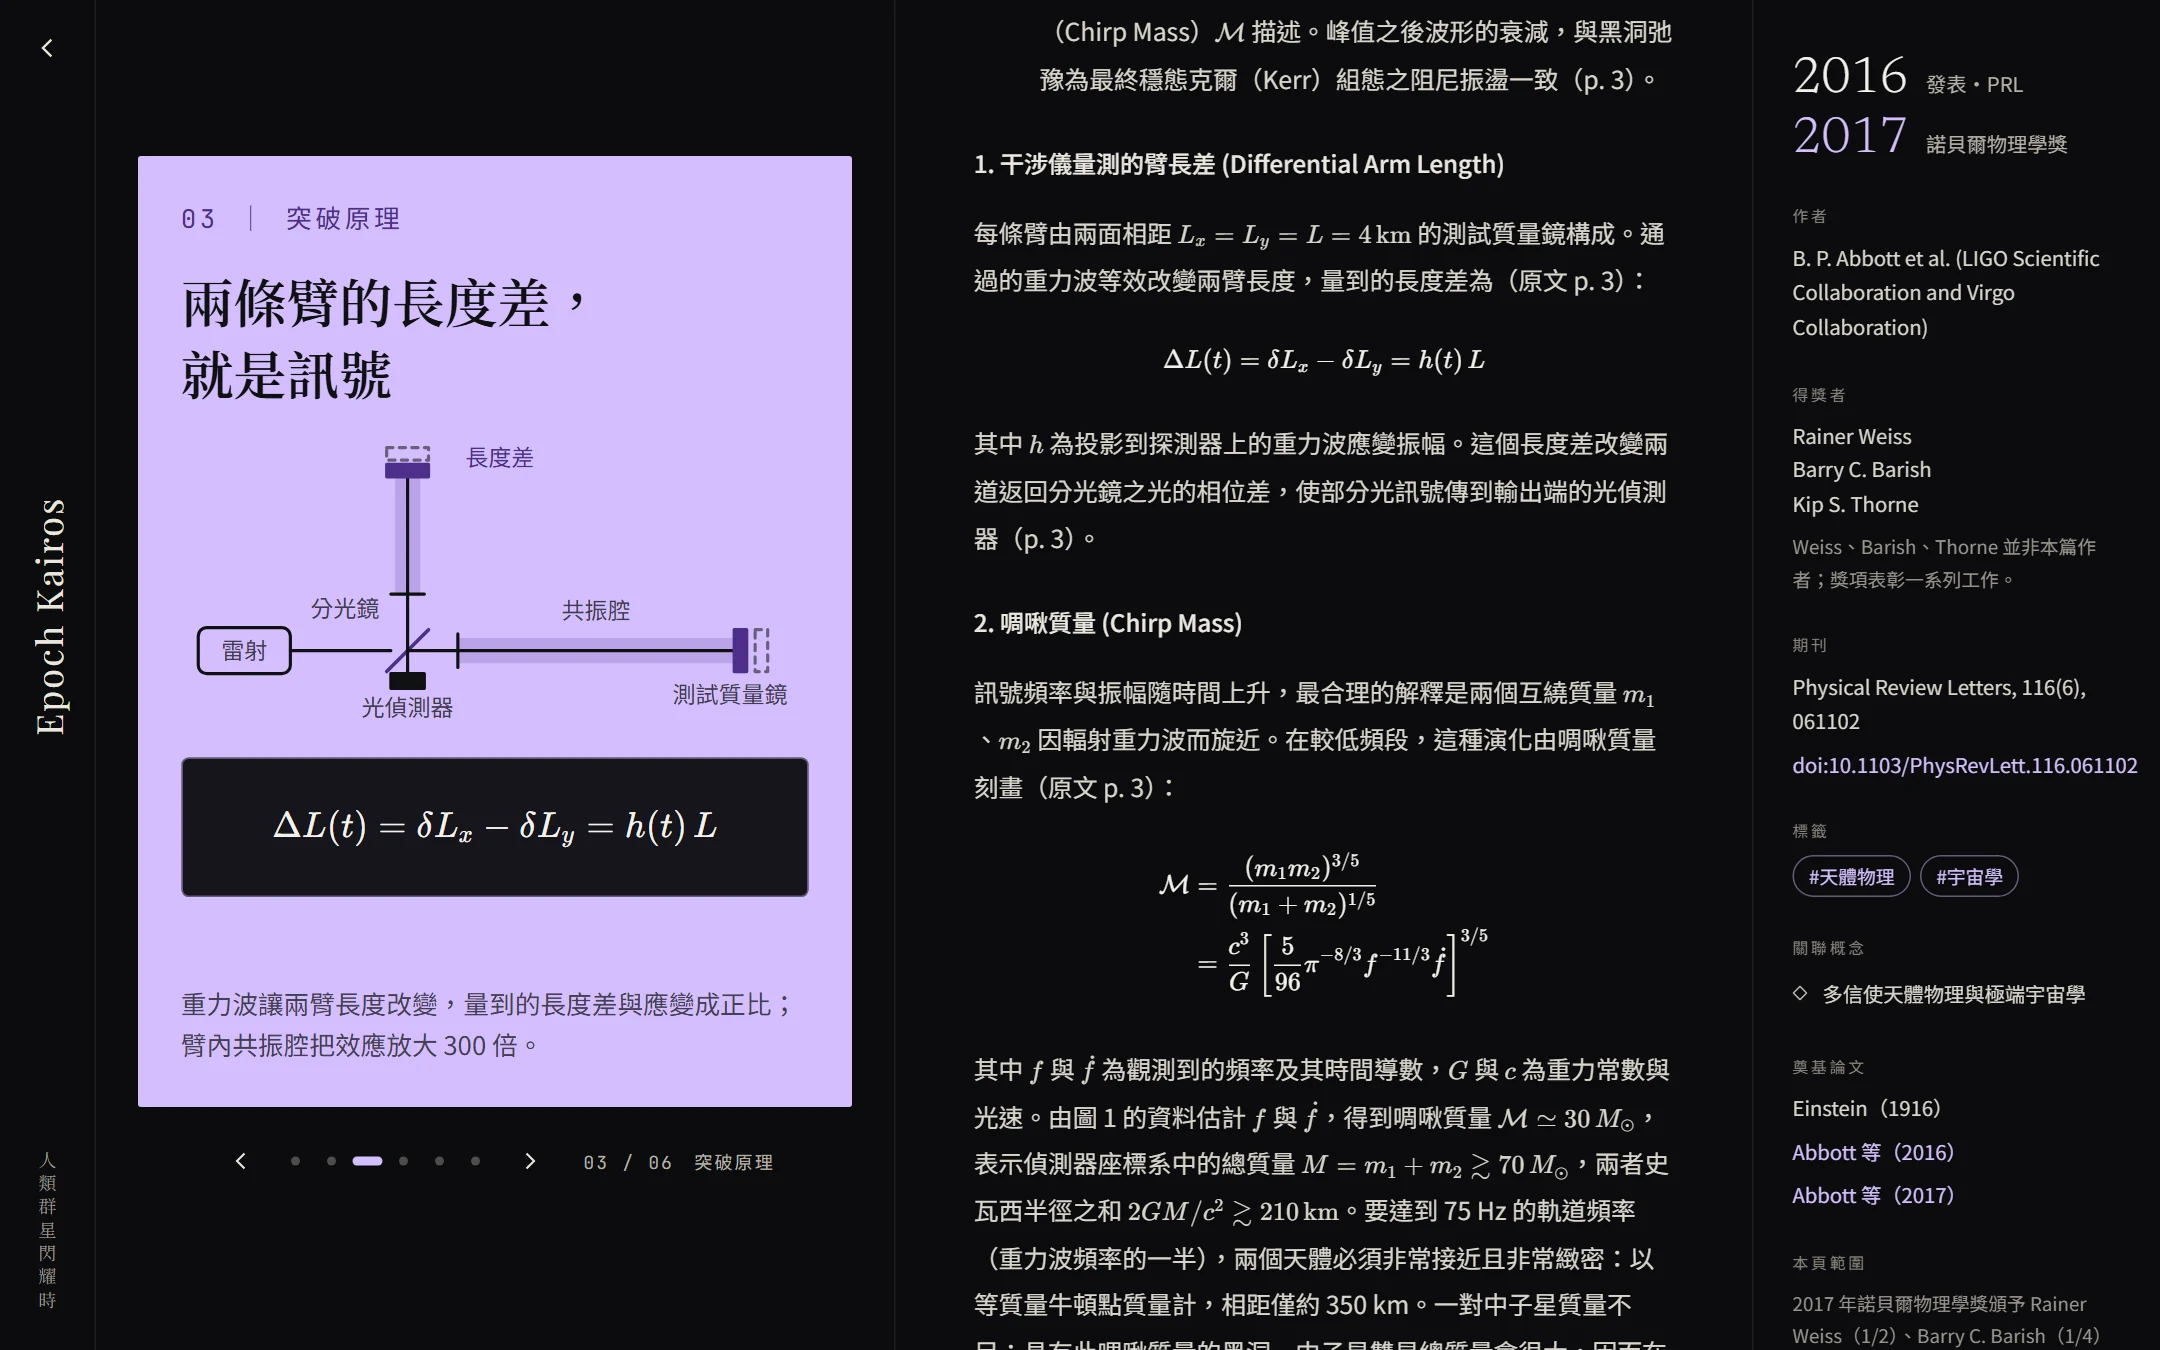 Epoch Kairos
人類群星閃耀時
03 | 突破原理
兩條臂的長度差，
就是訊號
長度差
分光鏡
共振腔
雷射
光偵測器
測試質量鏡
ΔL(t) = δLₓ − δL_y = h(t) L
重力波讓兩臂長度改變，量到的長度差與應變成正比；
臂內共振腔把效應放大 300 倍。
03 / 06 突破原理
（Chirp Mass）ℳ 描述。峰值之後波形的衰減，與黑洞弛
豫為最終穩態克爾（Kerr）組態之阻尼振盪一致（p. 3）。
1. 干涉儀量測的臂長差 (Differential Arm Length)
每條臂由兩面相距 Lₓ = L_y = L = 4 km 的測試質量鏡構成。通
過的重力波等效改變兩臂長度，量到的長度差為（原文 p. 3）：
ΔL(t) = δLₓ − δL_y = h(t) L
其中 h 為投影到探測器上的重力波應變振幅。這個長度差改變兩
道返回分光鏡之光的相位差，使部分光訊號傳到輸出端的光偵測
器（p. 3）。
2. 啁啾質量 (Chirp Mass)
訊號頻率與振幅隨時間上升，最合理的解釋是兩個互繞質量 m₁
、m₂ 因輻射重力波而旋近。在較低頻段，這種演化由啁啾質量
刻畫（原文 p. 3）：
ℳ = (m₁m₂)^{3/5} / (m₁ + m₂)^{1/5}
= c³/G [5/96 π^{−8/3} f^{−11/3} ḟ]^{3/5}
其中 f 與 ḟ 為觀測到的頻率及其時間導數，G 與 c 為重力常數與
光速。由圖 1 的資料估計 f 與 ḟ，得到啁啾質量 ℳ ≃ 30 M⊙，
表示偵測器座標系中的總質量 M = m₁ + m₂ ≳ 70 M⊙，兩者史
瓦西半徑之和 2GM/c² ≳ 210 km。要達到 75 Hz 的軌道頻率
（重力波頻率的一半），兩個天體必須非常接近且非常緻密：以
等質量牛頓點質量計，相距僅約 350 km。一對中子星質量不
2016 發表・PRL
2017 諾貝爾物理學獎
作者
B. P. Abbott et al. (LIGO Scientific
Collaboration and Virgo
Collaboration)
得獎者
Rainer Weiss
Barry C. Barish
Kip S. Thorne
Weiss、Barish、Thorne 並非本篇作
者；獎項表彰一系列工作。
期刊
Physical Review Letters, 116(6),
061102
doi:10.1103/PhysRevLett.116.061102
標籤
#天體物理 #宇宙學
關聯概念
◇ 多信使天體物理與極端宇宙學
奠基論文
Einstein（1916）
Abbott 等（2016）
Abbott 等（2017）
本頁範圍
2017 年諾貝爾物理學獎頒予 Rainer
Weiss（1/2）、Barry C. Barish（1/4）